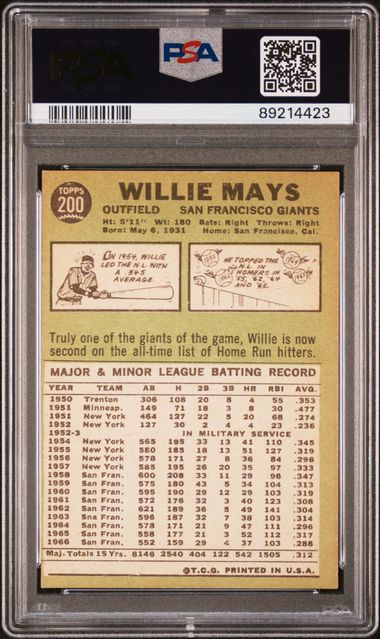 PSA
PSA
89214423
TOPPS
200
WILLIE MAYS
OUTFIELD SAN FRANCISCO GIANTS
Ht: 5'11" Wt: 180 Bats: Right Throws: Right
Born: May 6, 1931 Home: San Francisco, Cal.
IN 1954, WILLIE
LED THE N.L. WITH
A .345
AVERAGE.
HE TOPPED THE
N.L. IN
HOMERS IN
'55, '62, '64
AND '65.
Truly one of the giants of the game, Willie is now
second on the all-time list of Home Run hitters.
MAJOR & MINOR LEAGUE BATTING RECORD
YEAR TEAM AB H 2B 3B HR RBI AVG.
1950 Trenton 306 108 20 8 4 55 .353
1951 Minneap. 149 71 18 3 8 30 .477
1951 New York 464 127 22 5 20 68 .274
1952 New York 127 30 2 4 4 23 .236
1952-3 IN MILITARY SERVICE
1954 New York 565 195 33 13 41 110 .345
1955 New York 580 185 18 13 51 127 .319
1956 New York 578 171 27 8 36 84 .296
1957 New York 585 195 26 20 35 97 .333
1958 San Fran. 600 208 33 11 29 96 .347
1959 San Fran. 575 180 43 5 34 104 .313
1960 San Fran. 595 190 29 12 29 103 .319
1961 San Fran. 572 176 32 3 40 123 .308
1962 San Fran. 621 189 36 5 49 141 .304
1963 Sna Fran. 596 187 32 7 38 103 .314
1964 San Fran. 578 171 21 9 47 111 .296
1965 San Fran. 558 177 21 3 52 112 .317
1966 San Fran. 552 159 29 4 37 103 .288
Maj. Totals 15 Yrs. 8146 2540 404 122 542 1505 .312
©T.C.G. PRINTED IN U.S.A.